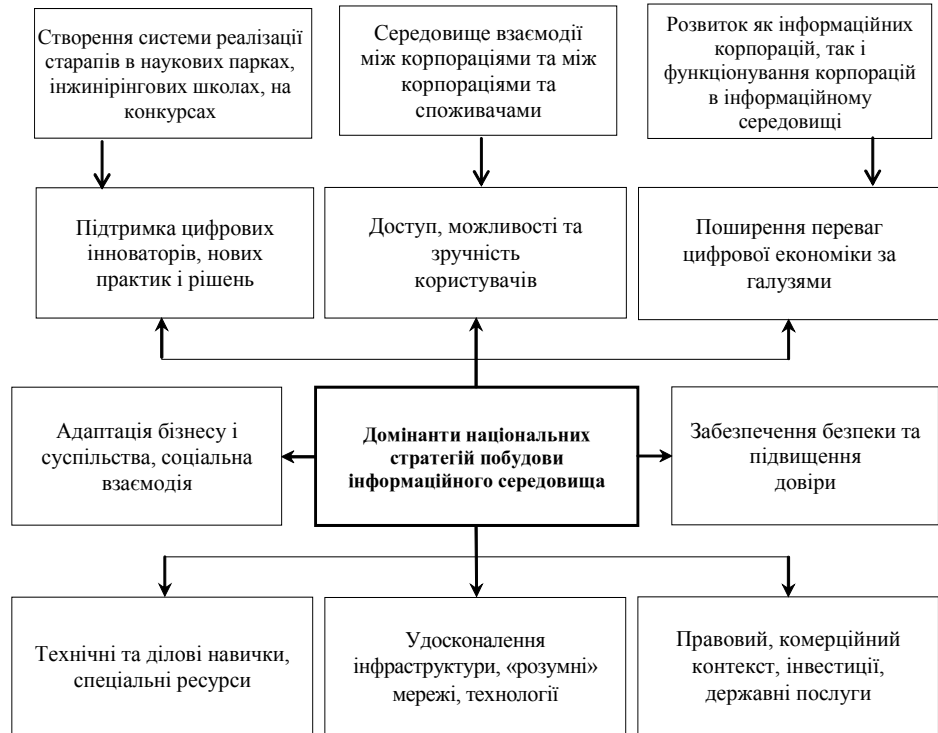 Створення системи реалізації
старапів в наукових парках,
інжинірінгових школах, на
конкурсах
Середовище взаємодії
між корпораціями та між
корпораціями та
споживачами
Розвиток як інформаційних
корпорацій, так і
функціонування корпорацій
в інформаційному
середовищі
Підтримка цифрових
інноваторів, нових
практик і рішень
Доступ, можливості та
зручність
користувачів
Поширення переваг
цифрової економіки за
галузями
Адаптація бізнесу і
суспільства, соціальна
взаємодія
Домінанти національних
стратегій побудови
інформаційного середовища
Забезпечення безпеки та
підвищення
довіри
Технічні та ділові навички,
спеціальні ресурси
Удосконалення
інфраструктури, «розумні»
мережі, технології
Правовий, комерційний
контекст, інвестиції,
державні послуги